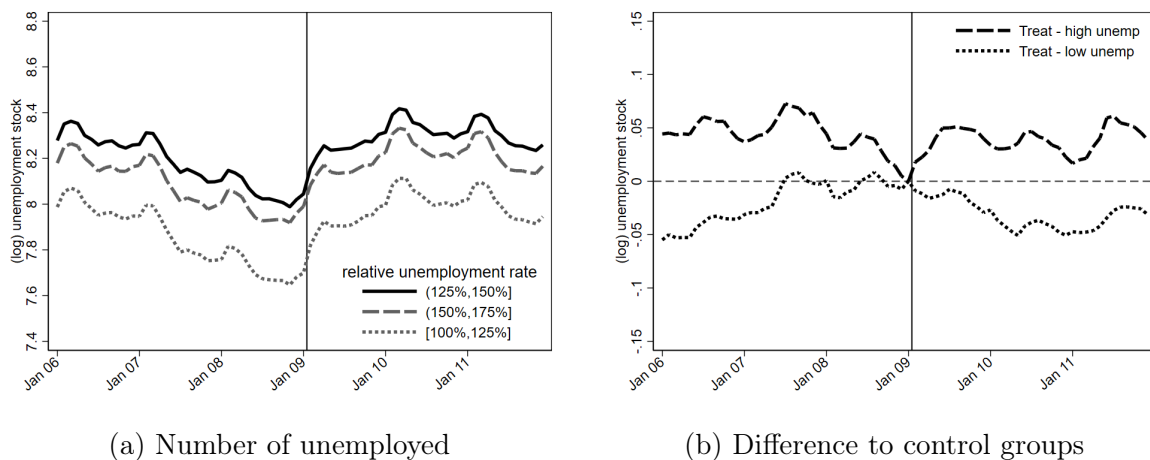 (log) unemployment stock
8.8
8.6
8.4
8.2
8
7.8
7.6
7.4
Jan 06
Jan 07
Jan 08
Jan 09
Jan 10
Jan 11
relative unemployment rate
(125%,150%]
(150%,175%]
[100%,125%]
(a) Number of unemployed
(log) unemployment stock
.15
.1
.05
0
-.05
-.1
-.15
Jan 06
Jan 07
Jan 08
Jan 09
Jan 10
Jan 11
Treat - high unemp
Treat - low unemp
(b) Difference to control groups